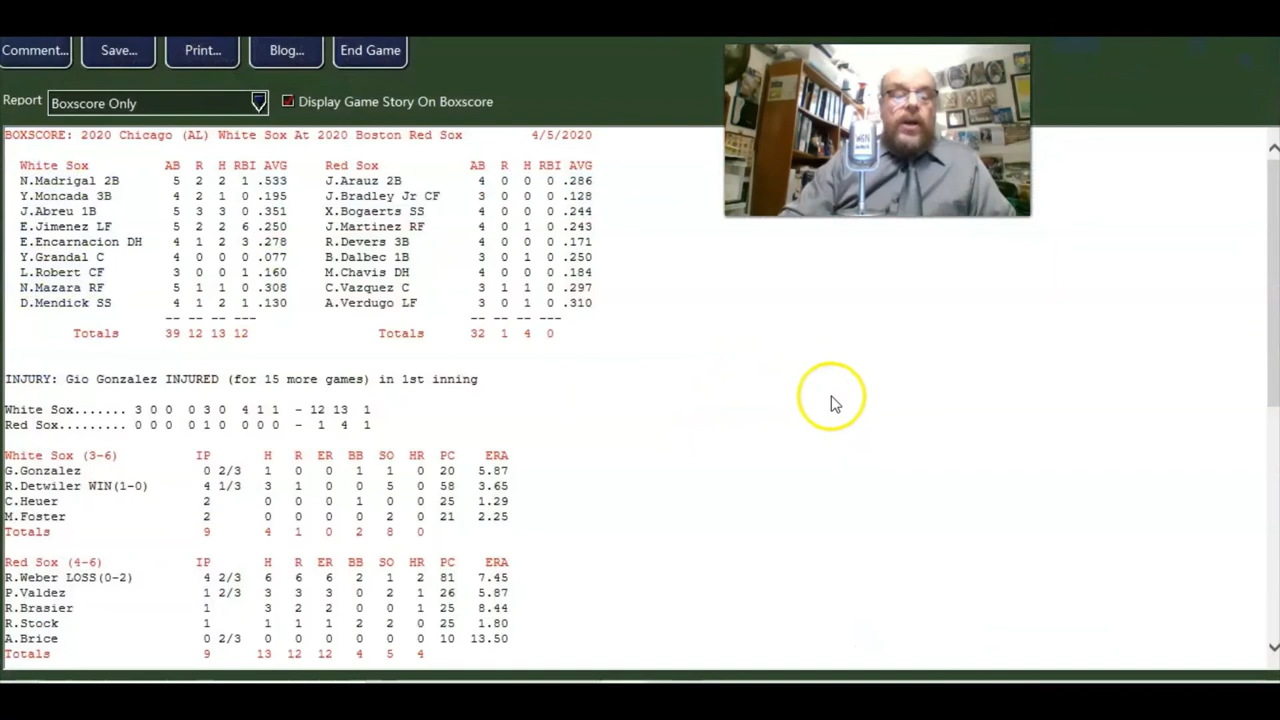 Comment... Save... Print... Blog... End Game
Report Boxscore Only Display Game Story On Boxscore
BOXSCORE: 2020 Chicago (AL) White Sox At 2020 Boston Red Sox 4/5/2020
White Sox AB R H RBI AVG Red Sox AB R H RBI AVG
N.Madrigal 2B 5 2 2 1 .533 J.Arauz 2B 4 0 0 0 .286
Y.Moncada 3B 4 2 1 0 .195 J.Bradley Jr CF 3 0 0 0 .128
J.Abreu 1B 5 3 3 0 .351 X.Bogaerts SS 4 0 0 0 .244
E.Jimenez LF 5 2 2 6 .250 J.Martinez RF 4 0 1 0 .243
E.Encarnacion DH 4 1 2 3 .278 R.Devers 3B 4 0 0 0 .171
Y.Grandal C 4 0 0 0 .077 B.Dalbec 1B 3 0 1 0 .250
L.Robert CF 3 0 0 1 .160 M.Chavis DH 4 0 0 0 .184
N.Mazara RF 5 1 1 0 .308 C.Vazquez C 3 1 1 0 .297
D.Mendick SS 4 1 2 1 .130 A.Verdugo LF 3 0 1 0 .310
-- -- -- --- -- -- -- ---
Totals 39 12 13 12 Totals 32 1 4 0
INJURY: Gio Gonzalez INJURED (for 15 more games) in 1st inning
White Sox....... 3 0 0 0 3 0 4 1 1 - 12 13 1
Red Sox......... 0 0 0 0 1 0 0 0 0 - 1 4 1
White Sox (3-6) IP H R ER BB SO HR PC ERA
G.Gonzalez 0 2/3 1 0 0 1 1 0 20 5.87
R.Detwiler WIN(1-0) 4 1/3 3 1 0 0 5 0 58 3.65
C.Heuer 2 0 0 0 1 0 0 25 1.29
M.Foster 2 0 0 0 0 2 0 21 2.25
Totals 9 4 1 0 2 8 0
Red Sox (4-6) IP H R ER BB SO HR PC ERA
R.Weber LOSS(0-2) 4 2/3 6 6 6 2 1 2 81 7.45
P.Valdez 1 2/3 3 3 3 0 2 1 26 5.87
R.Brasier 1 3 2 2 0 0 1 25 8.44
R.Stock 1 1 1 1 2 2 0 25 1.80
A.Brice 0 2/3 0 0 0 0 0 0 10 13.50
Totals 9 13 12 12 4 5 4
WGN